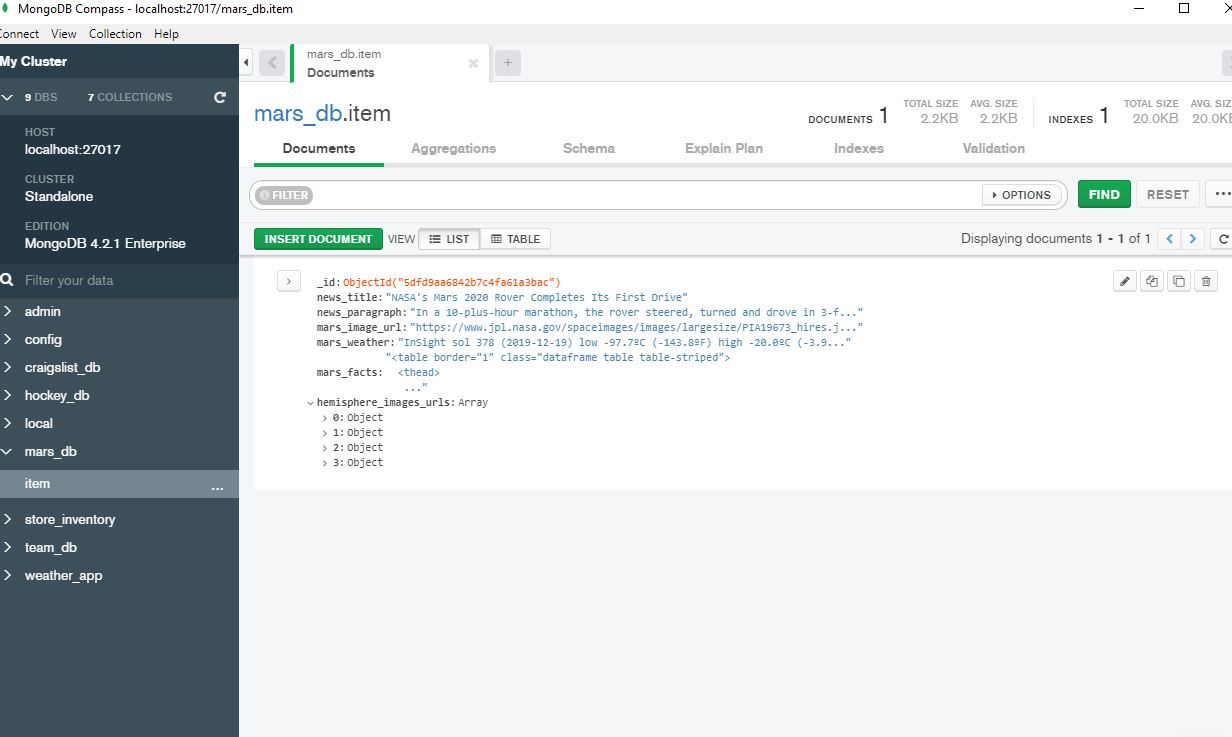 MongoDB Compass - localhost:27017/mars_db.item
Connect View Collection Help
My Cluster
9 DBS 7 COLLECTIONS
HOST
localhost:27017
CLUSTER
Standalone
EDITION
MongoDB 4.2.1 Enterprise
Filter your data
admin
config
craigslist_db
hockey_db
local
mars_db
item ...
store_inventory
team_db
weather_app
mars_db.item
Documents
mars_db.item
DOCUMENTS 1 TOTAL SIZE 2.2KB AVG. SIZE 2.2KB INDEXES 1 TOTAL SIZE 20.0KB AVG. SIZ 20.0KE
Documents Aggregations Schema Explain Plan Indexes Validation
FILTER OPTIONS FIND RESET ...
INSERT DOCUMENT VIEW LIST TABLE Displaying documents 1 - 1 of 1
_id: ObjectId("5dfd9aa6842b7c4fa61a3bac")
news_title: "NASA's Mars 2020 Rover Completes Its First Drive"
news_paragraph: "In a 10-plus-hour marathon, the rover steered, turned and drove in 3-f..."
mars_image_url: "https://www.jpl.nasa.gov/spaceimages/images/largesize/PIA19673_hires.j..."
mars_weather: "InSight sol 378 (2019-12-19) low -97.7ºC (-143.8ºF) high -20.0ºC (-3.9..."
"<table border="1" class="dataframe table table-striped">
mars_facts: <thead>
..."
hemisphere_images_urls: Array
0: Object
1: Object
2: Object
3: Object